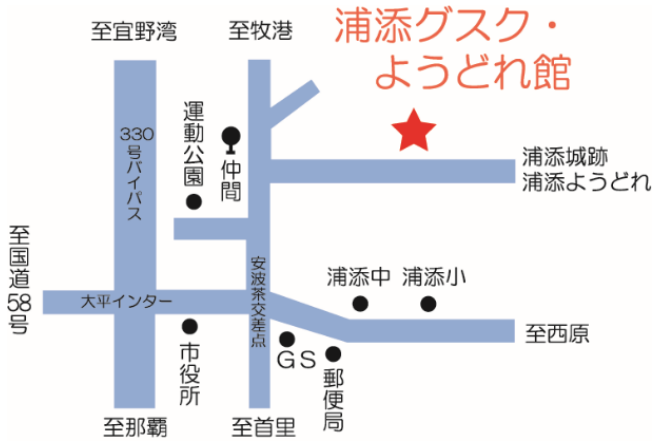 至宜野湾
至牧港
浦添グスク・
ようどれ館
330号バイパス
運動公園
仲間
浦添城跡
浦添ようどれ
至国道58号
大平インター
安波茶交差点
浦添中
浦添小
至西原
市役所
GS
郵便局
至那覇
至首里